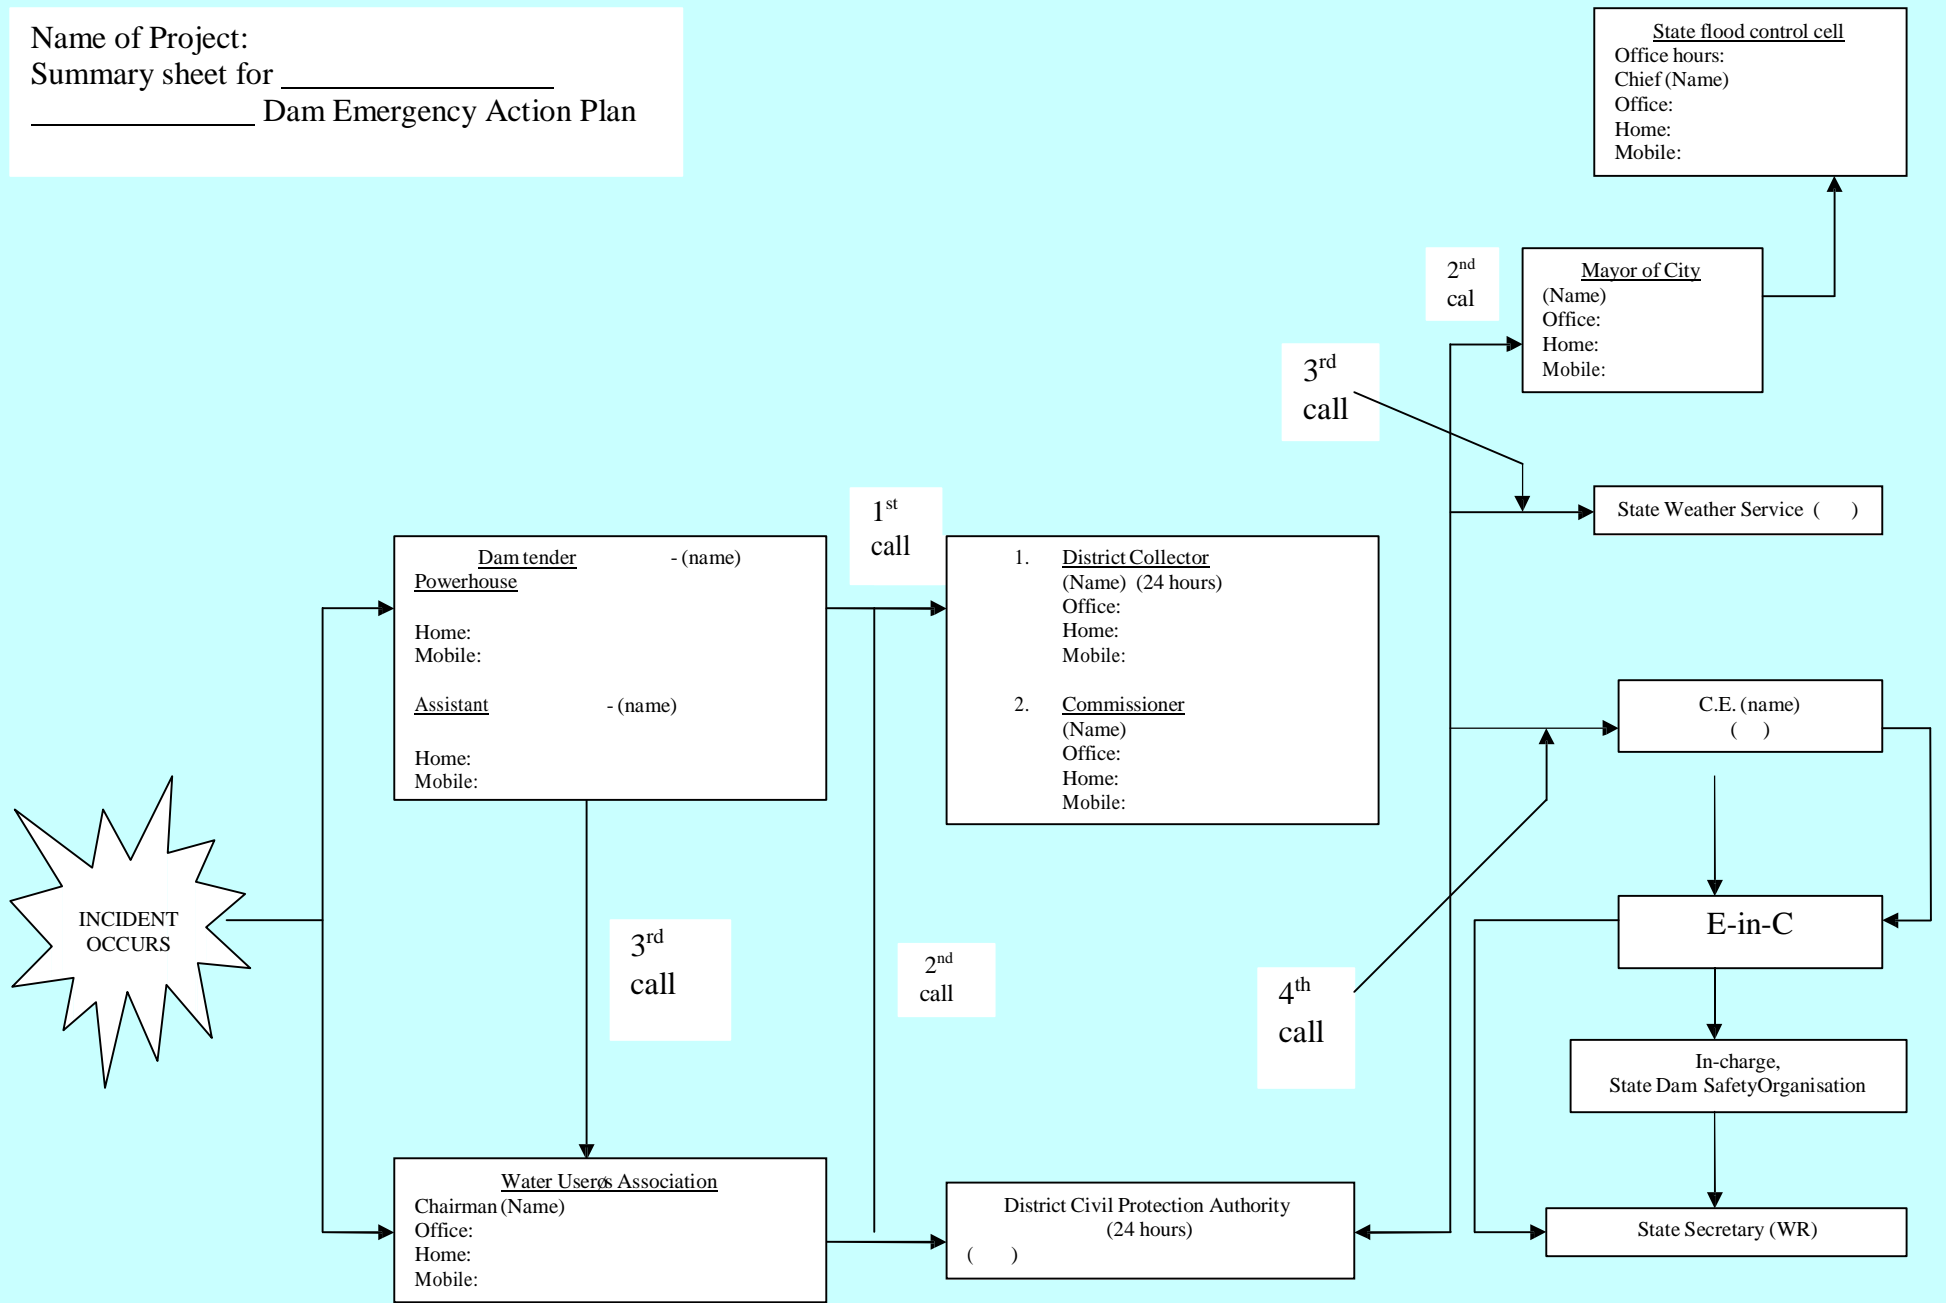 Name of Project:
Summary sheet for ____________________
________________ Dam Emergency Action Plan
State flood control cell
Office hours:
Chief (Name)
Office:
Home:
Mobile:
2nd
cal
Mayor of City
(Name)
Office:
Home:
Mobile:
3rd
call
State Weather Service ( )
1st
call
Dam tender - (name)
Powerhouse
Home:
Mobile:
Assistant - (name)
Home:
Mobile:
1. District Collector
(Name) (24 hours)
Office:
Home:
Mobile:
2. Commissioner
(Name)
Office:
Home:
Mobile:
C.E. (name)
( )
INCIDENT
OCCURS
3rd
call
2nd
call
4th
call
E-in-C
In-charge,
State Dam SafetyOrganisation
Water Userøs Association
Chairman (Name)
Office:
Home:
Mobile:
District Civil Protection Authority
(24 hours)
( )
State Secretary (WR)